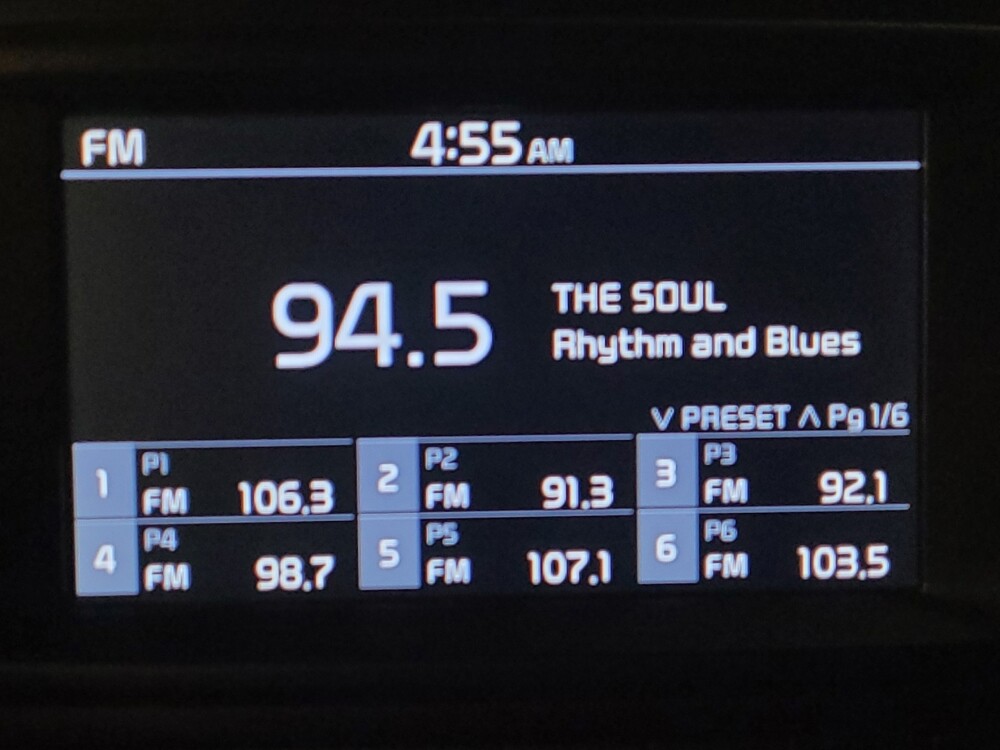 FM 4:55 AM
94.5 THE SOUL
Rhythm and Blues
∨ PRESET ∧ Pg 1/6
1 P1 FM 106.3
2 P2 FM 91.3
3 P3 FM 92.1
4 P4 FM 98.7
5 P5 FM 107.1
6 P6 FM 103.5